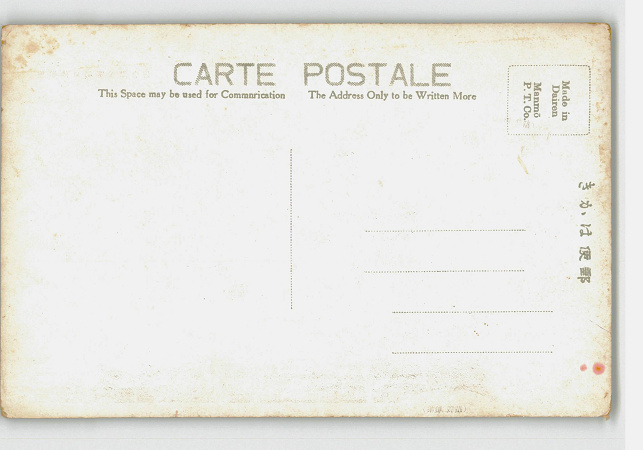 CARTE POSTALE
This Space may be used for Commnrication
The Address Only to be Written More
Made in
Dairen
Manmō
P. T. Co.
きかは便郵